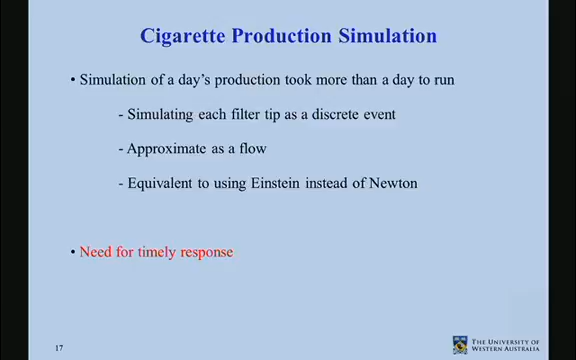 Cigarette Production Simulation
• Simulation of a day's production took more than a day to run
- Simulating each filter tip as a discrete event
- Approximate as a flow
- Equivalent to using Einstein instead of Newton
• Need for timely response
17
THE UNIVERSITY OF
WESTERN AUSTRALIA